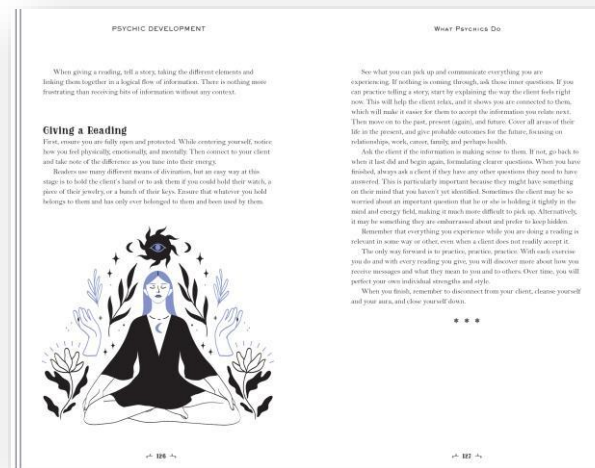 PSYCHIC DEVELOPMENT
When giving a reading, tell a story, taking the different elements and
linking them together in a logical flow of information. There is nothing more
frustrating than receiving bits of information without any context.
Giving a Reading
First, ensure you are fully open and protected. While centering yourself, notice
how you feel physically, emotionally, and mentally. Then connect to your client
and take note of the difference as you tune into their energy.
Readers use many different means of divination, but an easy way at this
stage is to hold the client's hand or to ask them if you could hold their watch, a
piece of their jewelry, or a bunch of their keys. Ensure that whatever you hold
belongs to them and has only ever belonged to them and been used by them.
126
What Psychics Do
See what you can pick up and communicate everything you are
experiencing. If nothing is coming through, ask those inner questions. If you
can practice telling a story, start by explaining the way the client feels right
now. This will help the client relax, and it shows you are connected to them,
which will make it easier for them to accept the information you relate next.
Then move on to the past, present (again), and future. Cover all areas of their
life in the present, and give probable outcomes for the future, focusing on
relationships, work, career, family, and perhaps health.
Ask the client if the information is making sense to them. If not, go back to
when it last did and begin again, formulating clearer questions. When you have
finished, always ask a client if they have any other questions they need to have
answered. This is particularly important because they might have something
on their mind that you haven't yet identified. Sometimes the client may be so
worried about an important question that he or she is holding it tightly in the
mind and energy field, making it much more difficult to pick up. Alternatively,
it may be something they are embarrassed about and prefer to keep hidden.
Remember that everything you experience while you are doing a reading is
relevant in some way or other, even when a client does not readily accept it.
The only way forward is to practice, practice, practice. With each exercise
you do and with every reading you give, you will discover more about how you
receive messages and what they mean to you and to others. Over time, you will
perfect your own individual strengths and style.
When you finish, remember to disconnect from your client, cleanse yourself
and your aura, and close yourself down.
* * *
127